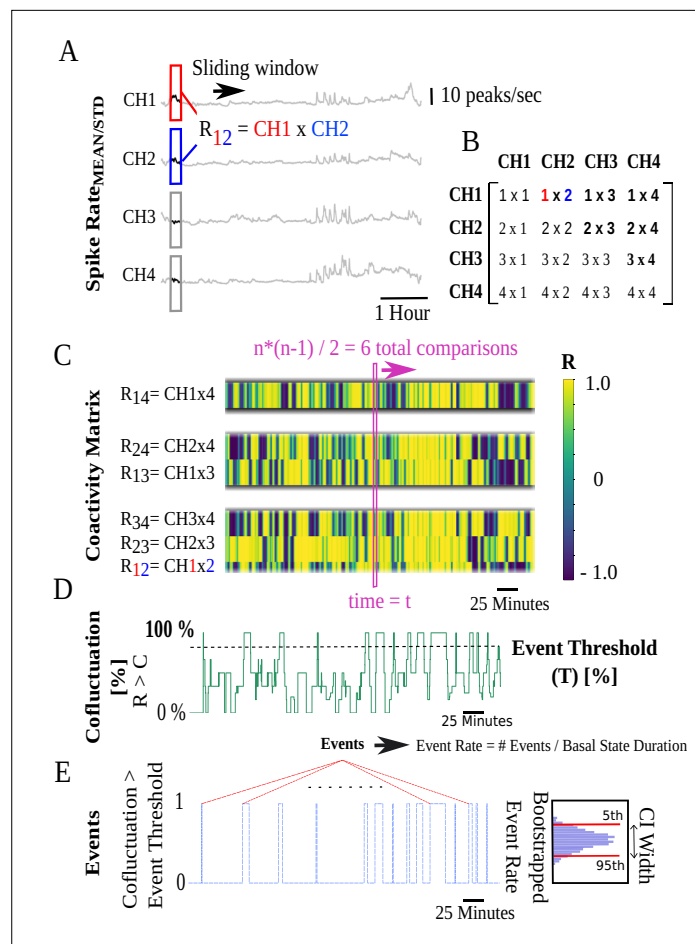 A
Sliding window
CH1
10 peaks/sec
R12 = CH1 x CH2
CH2
CH3
CH4
Spike RateMEAN/STD
1 Hour
B
CH1 CH2 CH3 CH4
CH1 1 x 1 1 x 2 1 x 3 1 x 4
CH2 2 x 1 2 x 2 2 x 3 2 x 4
CH3 3 x 1 3 x 2 3 x 3 3 x 4
CH4 4 x 1 4 x 2 4 x 3 4 x 4
C
n*(n-1) / 2 = 6 total comparisons
R
Coactivity Matrix
R14= CH1x4
R24= CH2x4
R13= CH1x3
R34= CH3x4
R23= CH2x3
R12= CH1x2
1.0
0
- 1.0
time = t
25 Minutes
D
Cofluctuation
[%]
R > C
100 %
0 %
Event Threshold
(T) [%]
25 Minutes
Events
Event Rate = # Events / Basal State Duration
E
Events
Cofluctuation >
Event Threshold
1
0
25 Minutes
Bootstrapped
Event Rate
5th
95th
CI Width